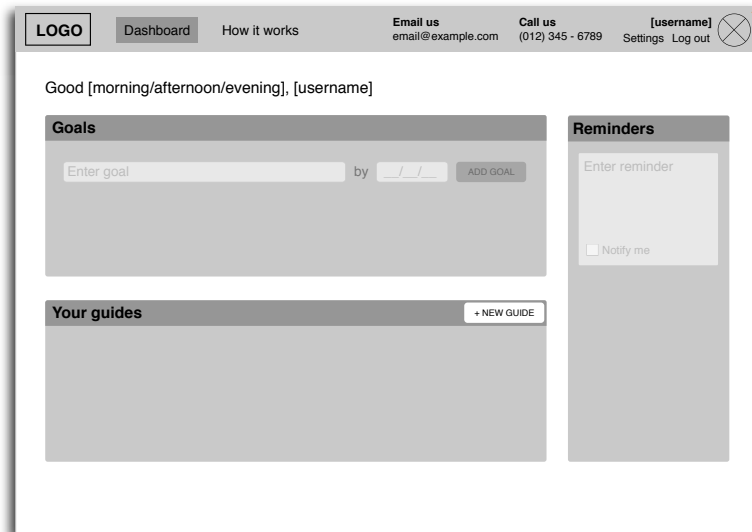 LOGO
Dashboard
How it works
Email us
email@example.com
Call us
(012) 345 - 6789
[username]
Settings Log out
Good [morning/afternoon/evening], [username]
Goals
Enter goal
by
__/__/__
ADD GOAL
Reminders
Enter reminder
Notify me
Your guides
+ NEW GUIDE